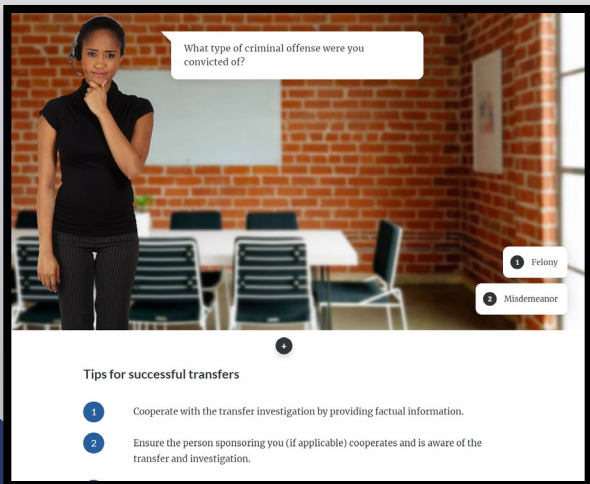 What type of criminal offense were you
convicted of?
1 Felony
2 Misdemeanor
+
Tips for successful transfers
1 Cooperate with the transfer investigation by providing factual information.
2 Ensure the person sponsoring you (if applicable) cooperates and is aware of the
transfer and investigation.